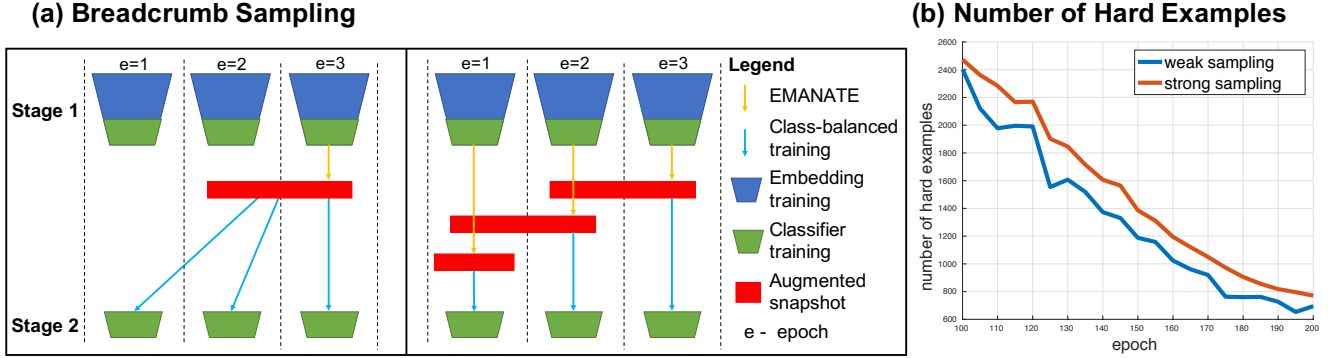 (a) Breadcrumb Sampling
e=1
e=2
e=3
e=1
e=2
e=3
Stage 1
Stage 2
Legend
EMANATE
Class-balanced
training
Embedding
training
Classifier
training
Augmented
snapshot
e - epoch
(b) Number of Hard Examples
weak sampling
strong sampling
number of hard examples
2600
2400
2200
2000
1800
1600
1400
1200
1000
800
600
100
110
120
130
140
150
160
170
180
190
200
epoch